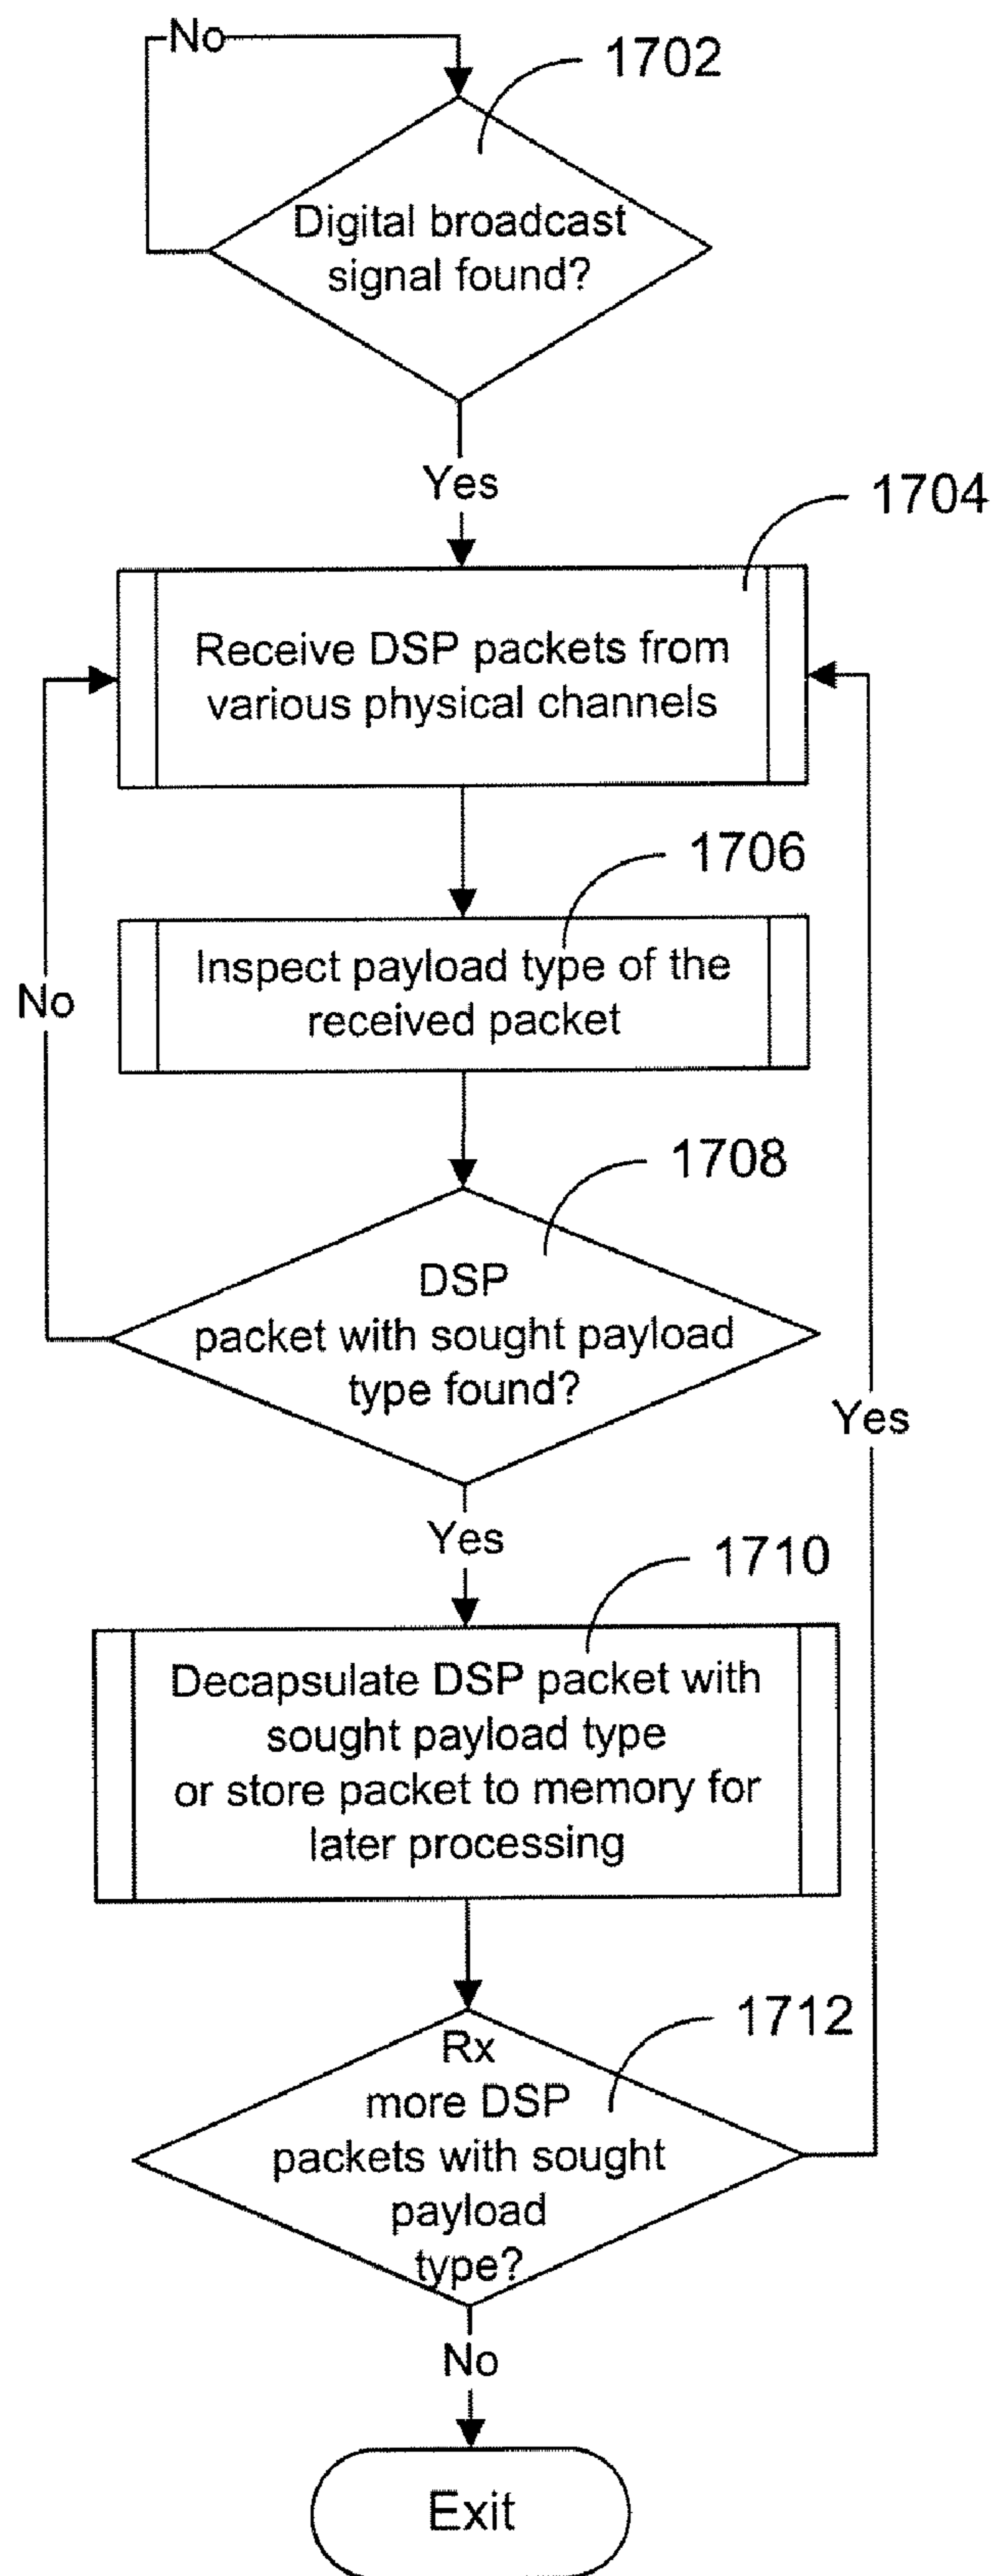 No
1702
Digital broadcast
signal found?
Yes
1704
Receive DSP packets from
various physical channels
1706
Inspect payload type of the
received packet
No
1708
DSP
packet with sought payload
type found?
Yes
Yes
1710
Decapsulate DSP packet with
sought payload type
or store packet to memory for
later processing
1712
Rx
more DSP
packets with sought
payload
type?
No
Exit